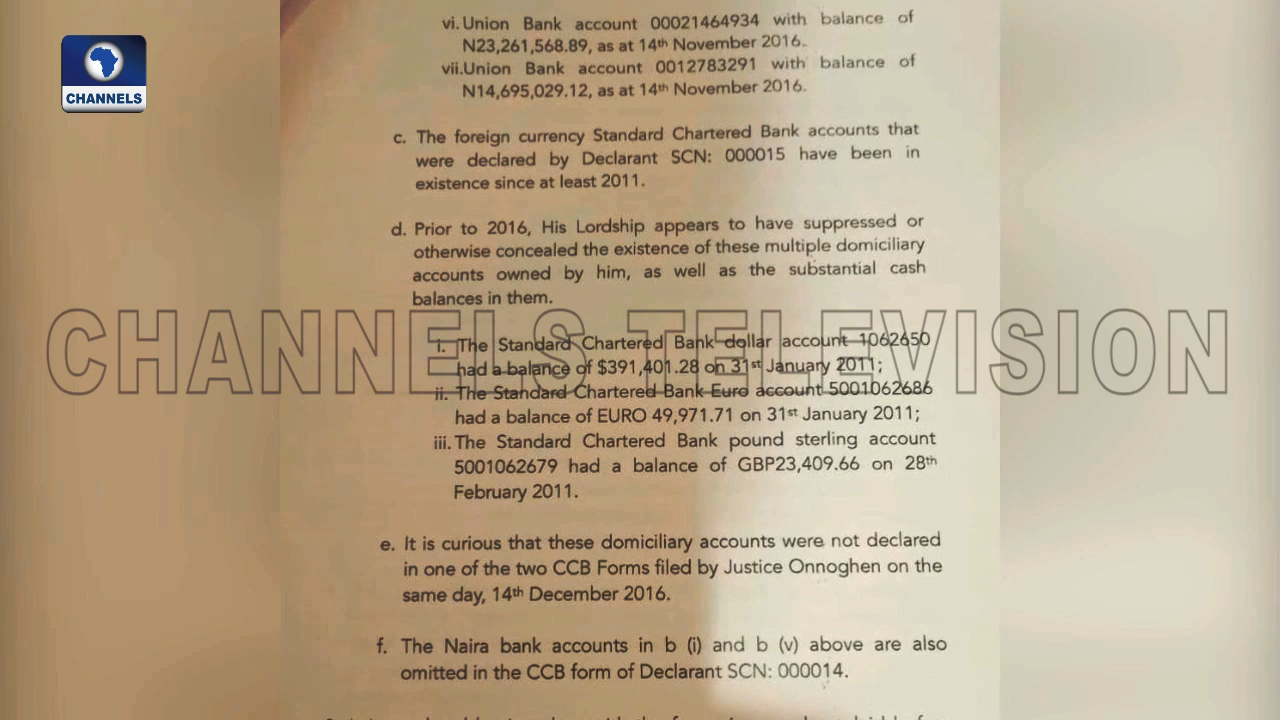 CHANNELS
vi. Union Bank account 00021464934 with balance of
N23,261,568.89, as at 14th November 2016.
vii.Union Bank account 0012783291 with balance of
N14,695,029.12, as at 14th November 2016.
c. The foreign currency Standard Chartered Bank accounts that
were declared by Declarant SCN: 000015 have been in
existence since at least 2011.
d. Prior to 2016, His Lordship appears to have suppressed or
otherwise concealed the existence of these multiple domiciliary
accounts owned by him, as well as the substantial cash
balances in them.
CHANNELS TELEVISION
i. The Standard Chartered Bank dollar account 1062650
had a balance of $391,401.28 on 31st January 2011;
ii. The Standard Chartered Bank Euro account 5001062686
had a balance of EURO 49,971.71 on 31st January 2011;
iii. The Standard Chartered Bank pound sterling account
5001062679 had a balance of GBP23,409.66 on 28th
February 2011.
e. It is curious that these domiciliary accounts were not declared
in one of the two CCB Forms filed by Justice Onnoghen on the
same day, 14th December 2016.
f. The Naira bank accounts in b (i) and b (v) above are also
omitted in the CCB form of Declarant SCN: 000014.